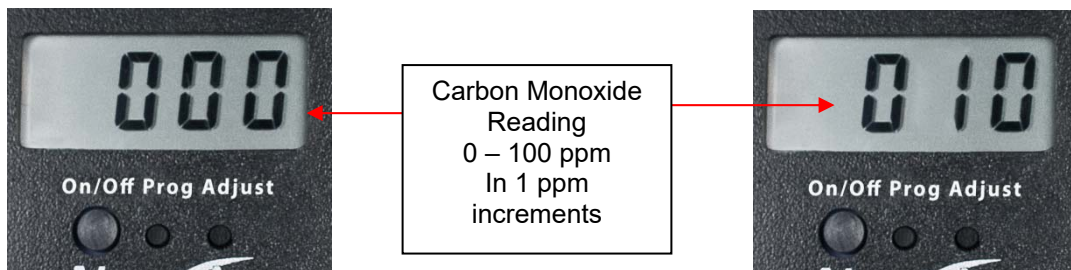 000
On/Off Prog Adjust
Carbon Monoxide
Reading
0 – 100 ppm
In 1 ppm
increments
010
On/Off Prog Adjust